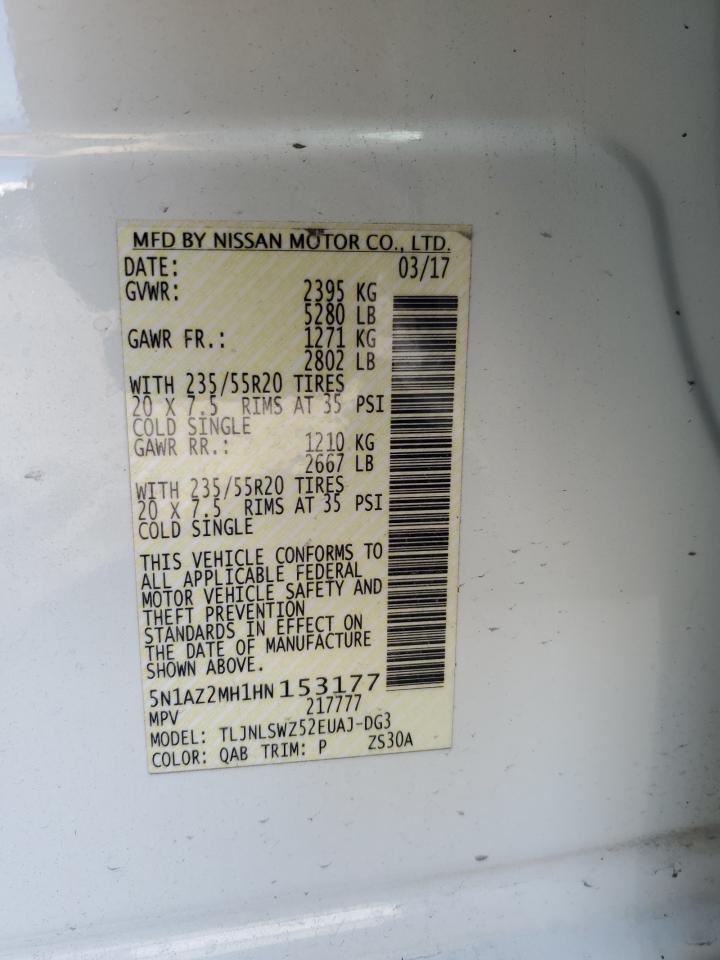 MFD BY NISSAN MOTOR CO., LTD.
DATE: 03/17
GVWR: 2395 KG
5280 LB
GAWR FR.: 1271 KG
2802 LB
WITH 235/55R20 TIRES
20 X 7.5 RIMS AT 35 PSI
COLD SINGLE
GAWR RR.: 1210 KG
2667 LB
WITH 235/55R20 TIRES
20 X 7.5 RIMS AT 35 PSI
COLD SINGLE
THIS VEHICLE CONFORMS TO
ALL APPLICABLE FEDERAL
MOTOR VEHICLE SAFETY AND
THEFT PREVENTION
STANDARDS IN EFFECT ON
THE DATE OF MANUFACTURE
SHOWN ABOVE.
5N1AZ2MH1HN153177
MPV 217777
MODEL: TLJNLSWZ52EUAJ-DG3
COLOR: QAB TRIM: P ZS30A